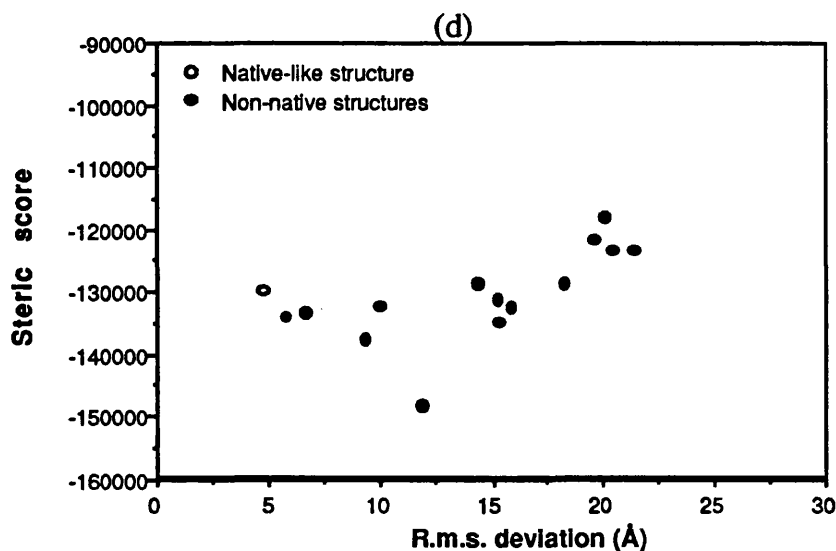 (d)
-90000
Native-like structure
-100000
Non-native structures
-110000
-120000
-130000
-140000
-150000
-160000
Steric score
0 5 10 15 20 25 30
R.m.s. deviation (Å)